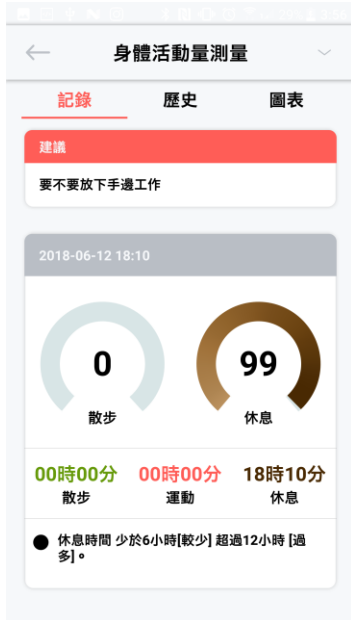 身體活動量測量
記錄 歷史 圖表
建議
要不要放下手邊工作
2018-06-12 18:10
0 99
散步 休息
00時00分 00時00分 18時10分
散步 運動 休息
休息時間 少於6小時[較少] 超過12小時 [過
多]。